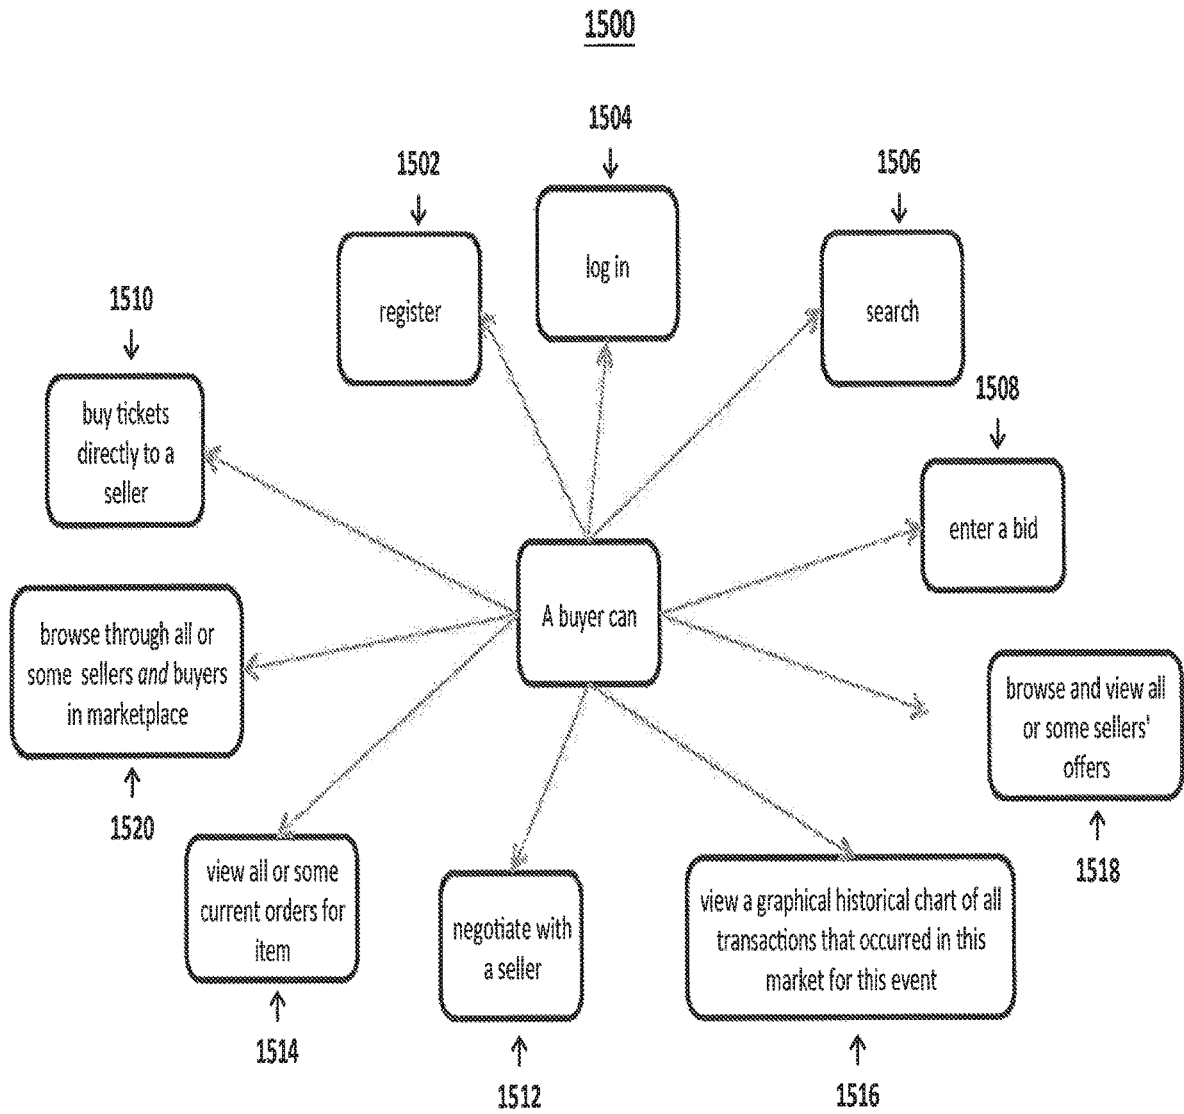 1500
1504
1502
1506
log in
register
search
1510
1508
buy tickets
directly to a
seller
enter a bid
A buyer can
browse through all or
some sellers and buyers
in marketplace
browse and view all
or some sellers'
offers
1520
1518
view all or some
current orders for
item
negotiate with
a seller
view a graphical historical chart of all
transactions that occurred in this
market for this event
1514
1512
1516